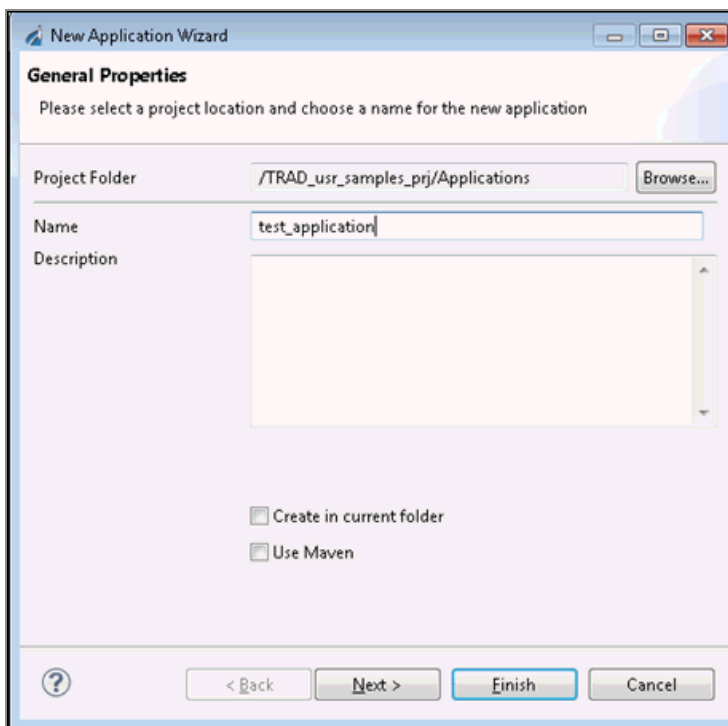 New Application Wizard
General Properties
Please select a project location and choose a name for the new application
Project Folder /TRAD_usr_samples_prj/Applications Browse...
Name test_application
Description
Create in current folder
Use Maven
? < Back Next > Finish Cancel